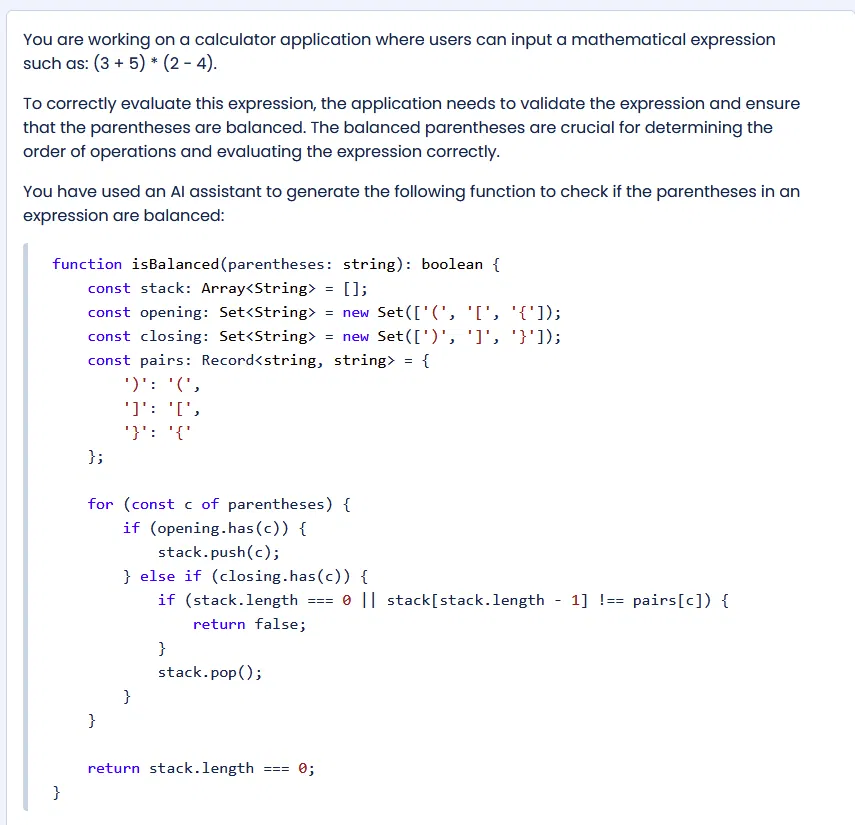 You are working on a calculator application where users can input a mathematical expression
such as: (3 + 5) * (2 - 4).
To correctly evaluate this expression, the application needs to validate the expression and ensure
that the parentheses are balanced. The balanced parentheses are crucial for determining the
order of operations and evaluating the expression correctly.
You have used an AI assistant to generate the following function to check if the parentheses in an
expression are balanced:
function isBalanced(parentheses: string): boolean {
    const stack: Array<String> = [];
    const opening: Set<String> = new Set(['(', '[', '{']);
    const closing: Set<String> = new Set([')', ']', '}']);
    const pairs: Record<string, string> = {
        ')': '(',
        ']': '[',
        '}': '{'
    };
    for (const c of parentheses) {
        if (opening.has(c)) {
            stack.push(c);
        } else if (closing.has(c)) {
            if (stack.length === 0 || stack[stack.length - 1] !== pairs[c]) {
                return false;
            }
            stack.pop();
        }
    }
    return stack.length === 0;
}